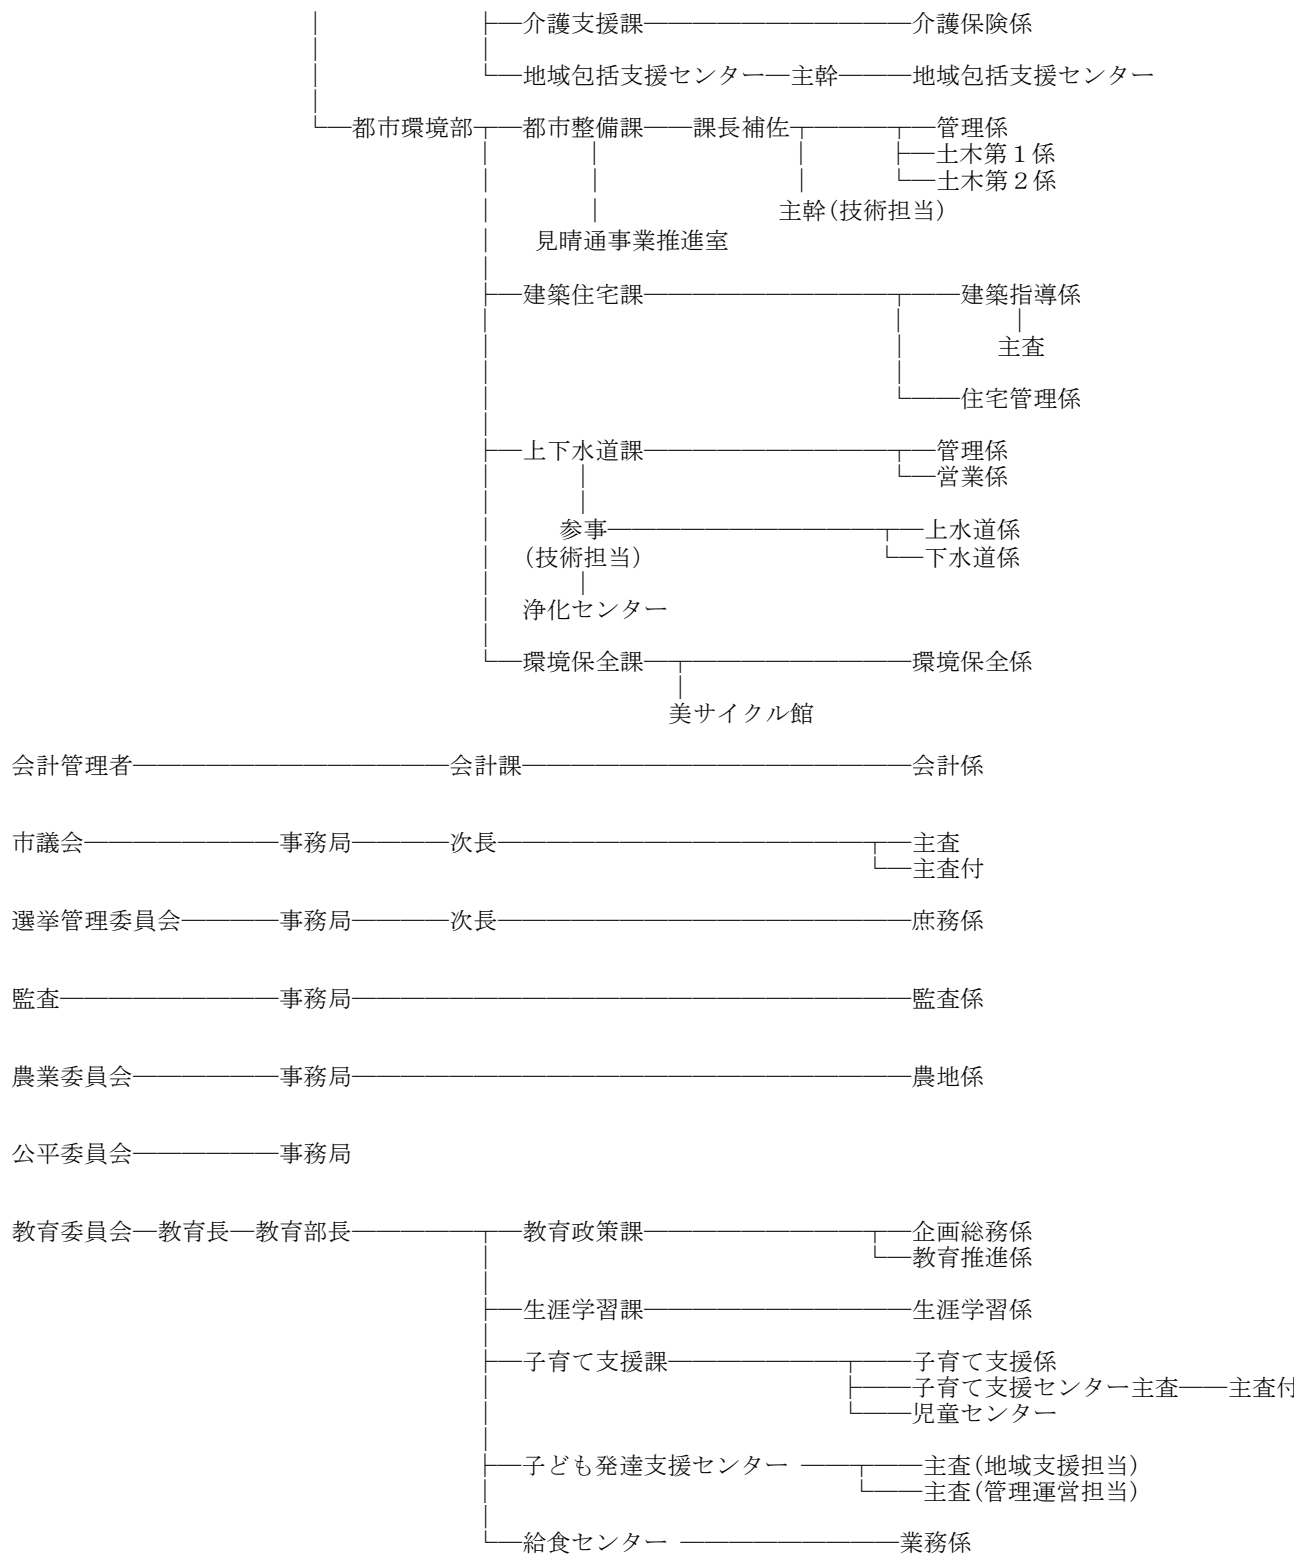 介護支援課 介護保険係
地域包括支援センター 主幹 地域包括支援センター
都市環境部 都市整備課 課長補佐 管理係
土木第１係
土木第２係
主幹(技術担当)
見晴通事業推進室
建築住宅課 建築指導係
主査
住宅管理係
上下水道課 管理係
営業係
参事 上水道係
(技術担当) 下水道係
浄化センター
環境保全課 環境保全係
美サイクル館
会計管理者 会計課 会計係
市議会 事務局 次長 主査
主査付
選挙管理委員会 事務局 次長 庶務係
監査 事務局 監査係
農業委員会 事務局 農地係
公平委員会 事務局
教育委員会 教育長 教育部長 教育政策課 企画総務係
教育推進係
生涯学習課 生涯学習係
子育て支援課 子育て支援係
子育て支援センター主査 主査付
児童センター
子ども発達支援センター 主査(地域支援担当)
主査(管理運営担当)
給食センター 業務係